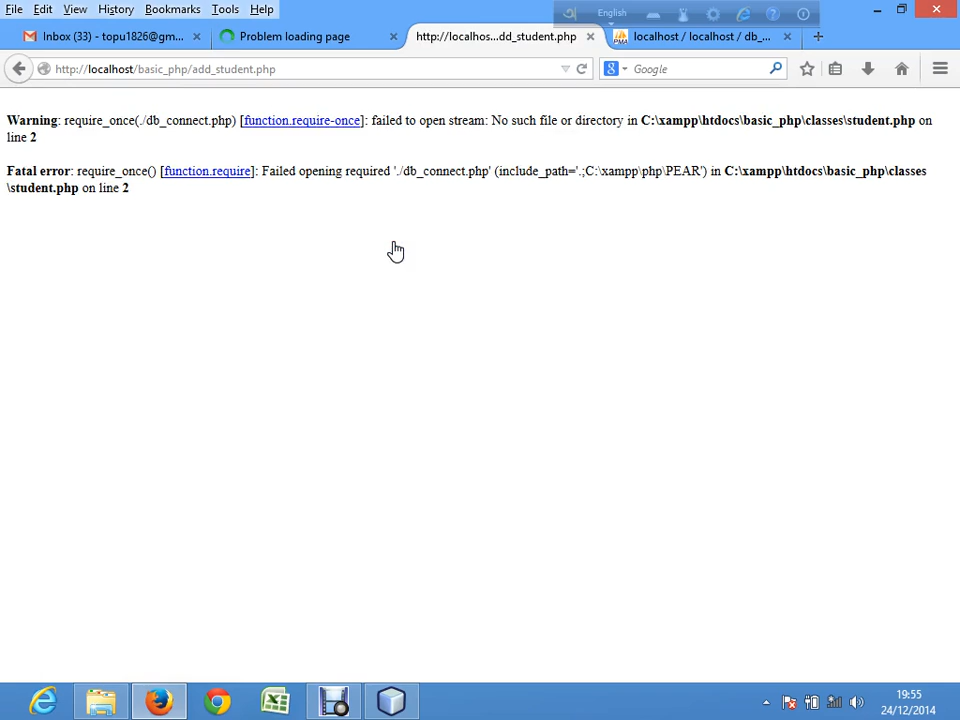 File Edit View History Bookmarks Tools Help
English
Inbox (33) - topu1826@gm...
Problem loading page
http://localhos...dd_student.php
localhost / localhost / db_...
http://localhost/basic_php/add_student.php
Google
Warning: require_once(./db_connect.php) [function.require-once]: failed to open stream: No such file or directory in C:\xampp\htdocs\basic_php\classes\student.php on
line 2
Fatal error: require_once() [function.require]: Failed opening required './db_connect.php' (include_path='.;C:\xampp\php\PEAR') in C:\xampp\htdocs\basic_php\classes
\student.php on line 2
19:55
24/12/2014